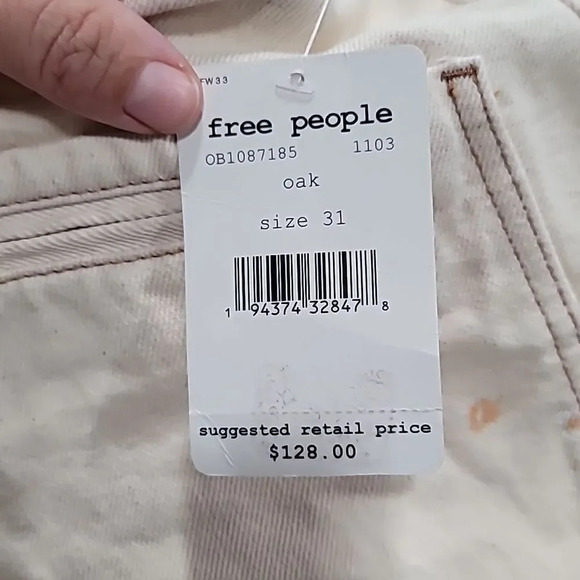 FW33
free people
OB1087185 1103
oak
size 31
1 94374 32847 8
suggested retail price
$128.00